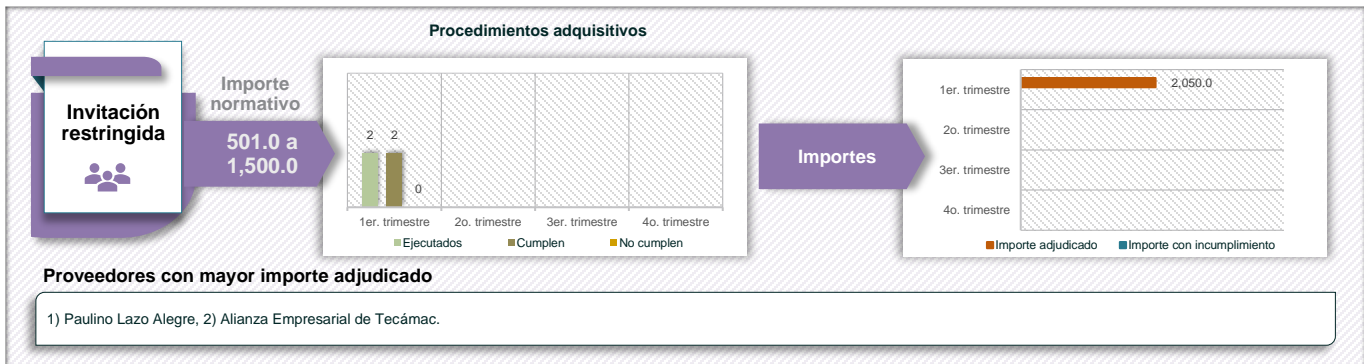 Procedimientos adquisitivos
Invitación
restringida
Importe
normativo
501.0 a
1,500.0
2 2
0
1er. trimestre 2o. trimestre 3er. trimestre 4o. trimestre
Ejecutados Cumplen No cumplen
Importes
1er. trimestre 2,050.0
2o. trimestre
3er. trimestre
4o. trimestre
Importe adjudicado Importe con incumplimiento
Proveedores con mayor importe adjudicado
1) Paulino Lazo Alegre, 2) Alianza Empresarial de Tecámac.